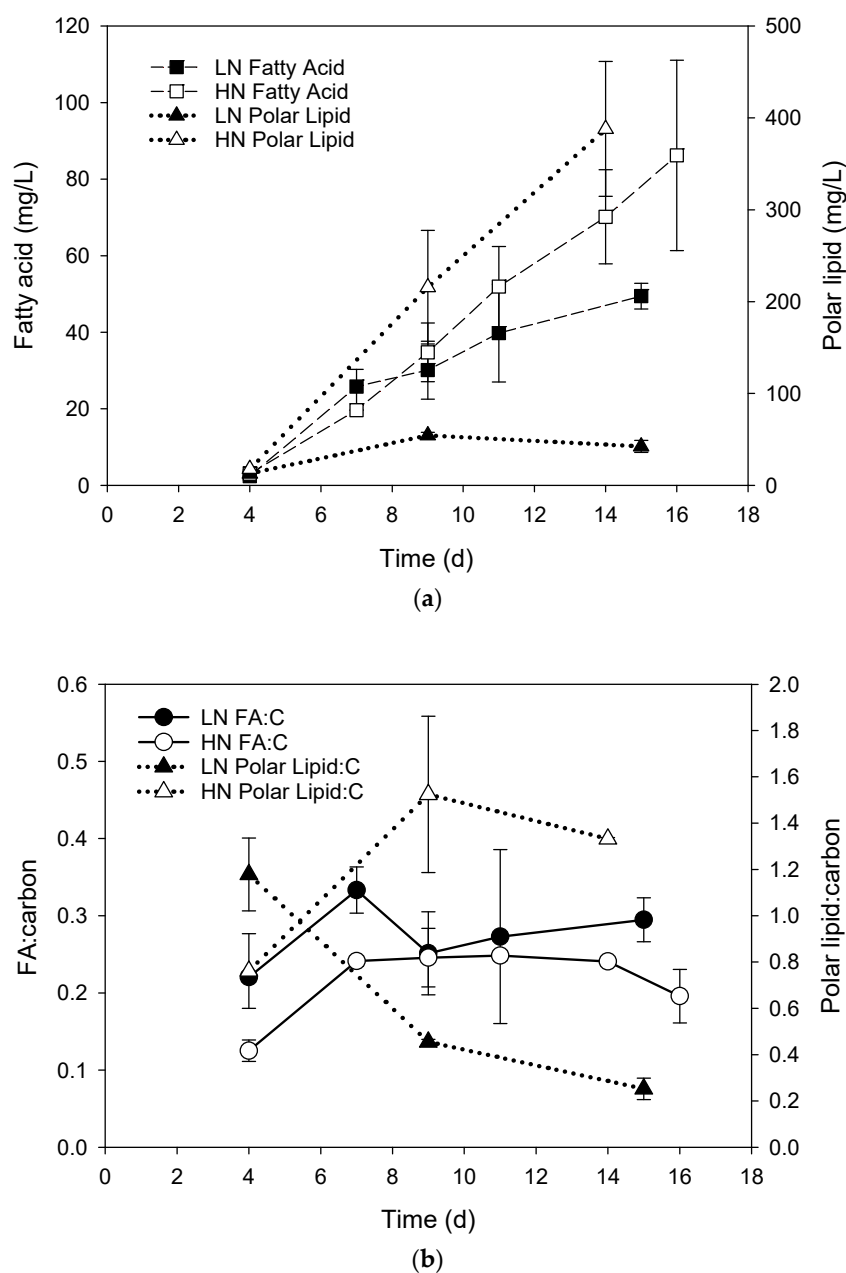 120
100
80
60
40
20
0
Fatty acid (mg/L)
LN Fatty Acid
HN Fatty Acid
LN Polar Lipid
HN Polar Lipid
500
400
300
200
100
0
Polar lipid (mg/L)
0 2 4 6 8 10 12 14 16 18
Time (d)
(a)
0.6
0.5
0.4
0.3
0.2
0.1
0.0
FA:carbon
LN FA:C
HN FA:C
LN Polar Lipid:C
HN Polar Lipid:C
2.0
1.8
1.6
1.4
1.2
1.0
0.8
0.6
0.4
0.2
0.0
Polar lipid:carbon
0 2 4 6 8 10 12 14 16 18
Time (d)
(b)